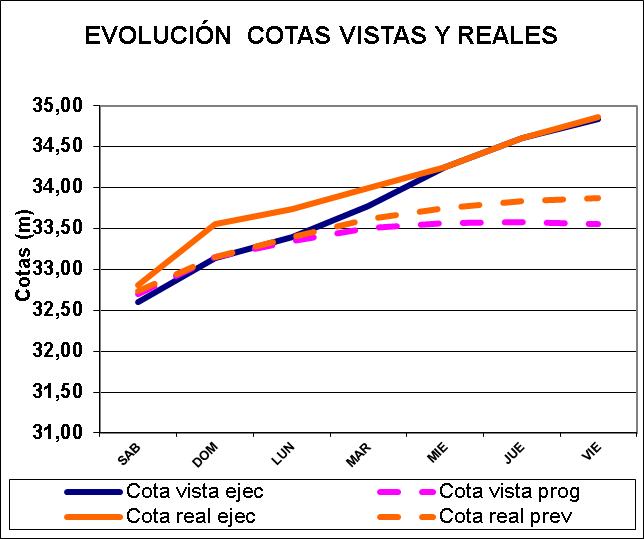 EVOLUCIÓN  COTAS VISTAS Y REALES
35,00
34,50
34,00
33,50
33,00
32,50
32,00
31,50
31,00
Cotas (m)
SAB DOM LUN MAR MIE JUE VIE
Cota vista ejec Cota vista prog
Cota real ejec Cota real prev